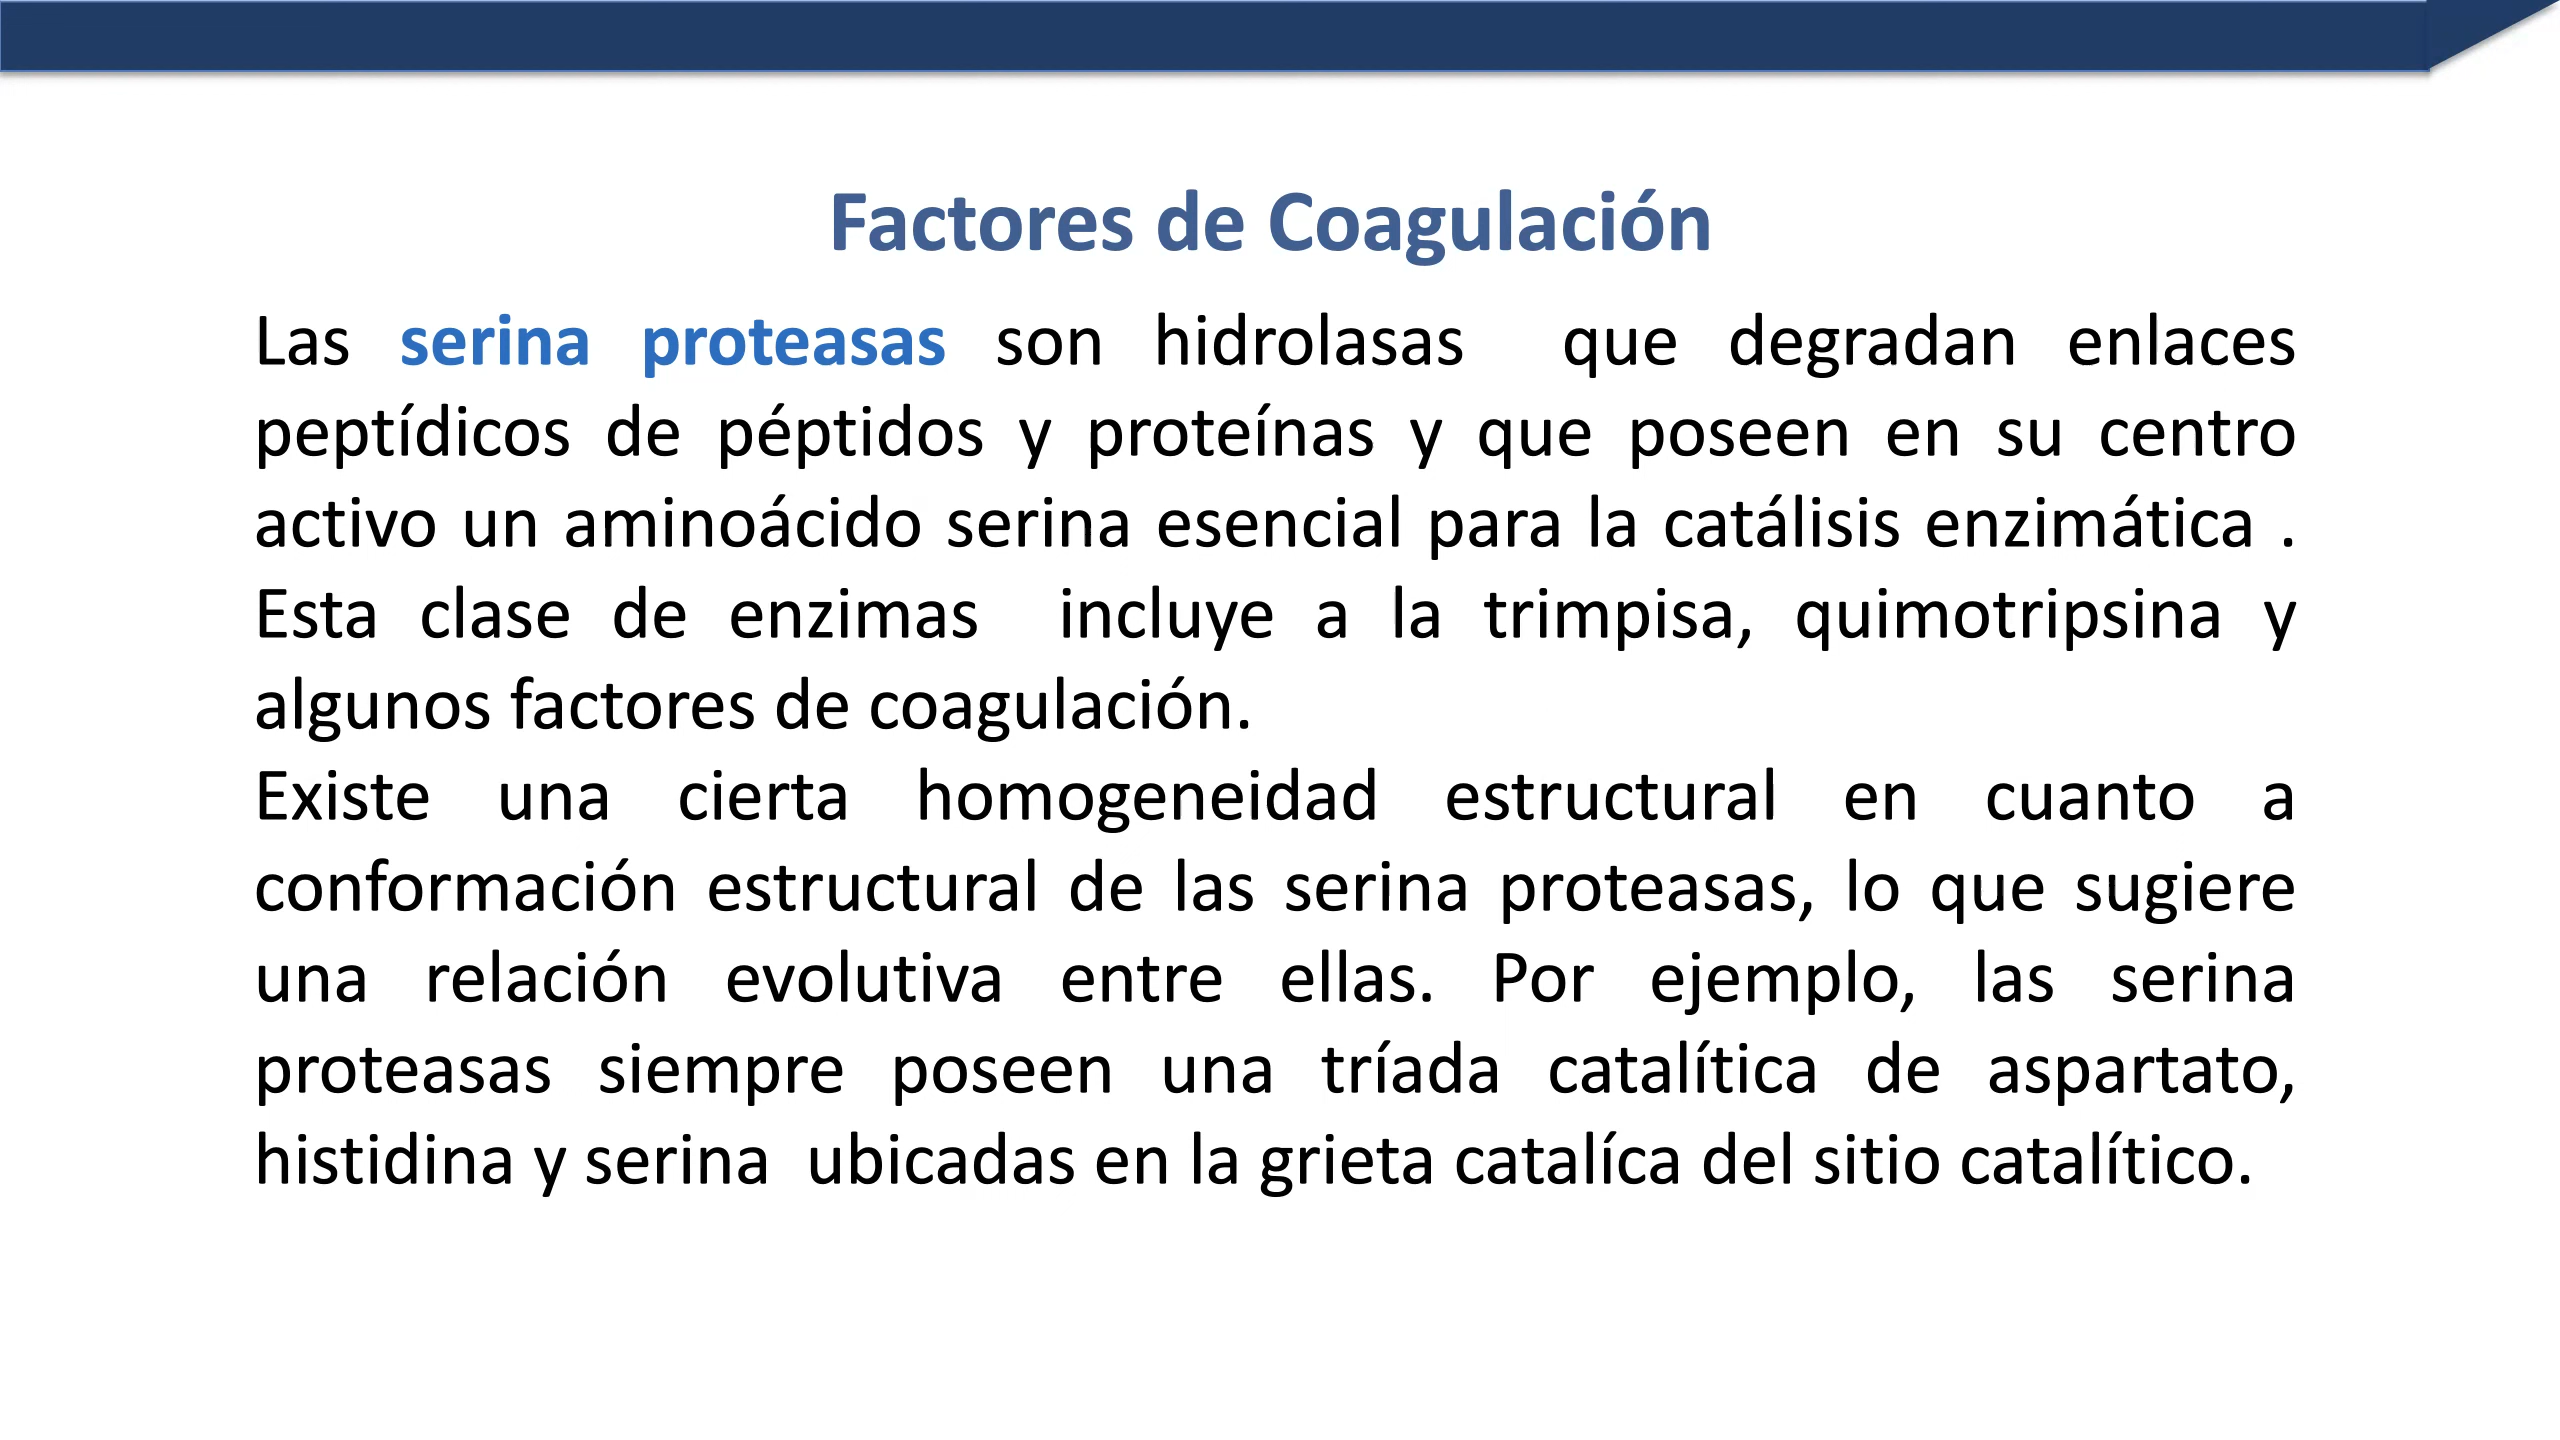 Factores de Coagulación
Las serina proteasas son hidrolasas que degradan enlaces
peptídicos de péptidos y proteínas y que poseen en su centro
activo un aminoácido serina esencial para la catálisis enzimática .
Esta clase de enzimas incluye a la trimpisa, quimotripsina y
algunos factores de coagulación.
Existe una cierta homogeneidad estructural en cuanto a
conformación estructural de las serina proteasas, lo que sugiere
una relación evolutiva entre ellas. Por ejemplo, las serina
proteasas siempre poseen una tríada catalítica de aspartato,
histidina y serina ubicadas en la grieta catalíca del sitio catalítico.